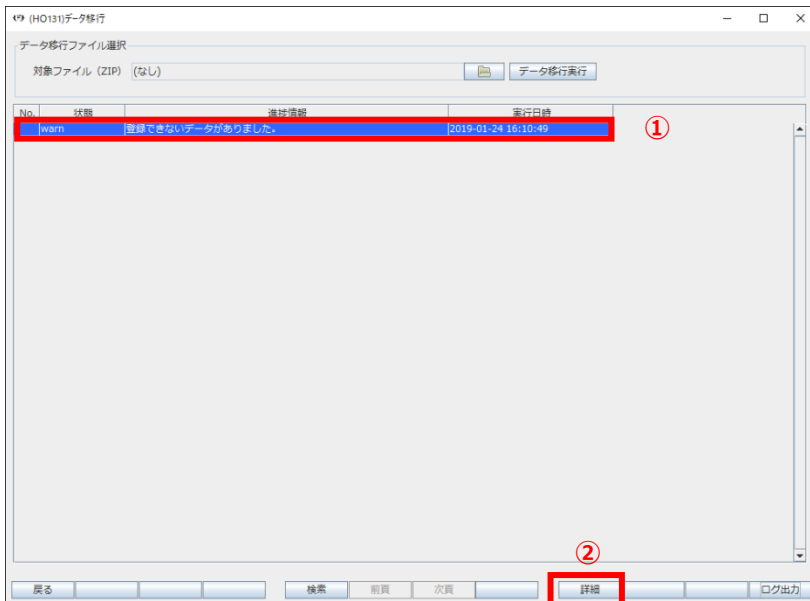 (HO131)データ移行
データ移行ファイル選択
対象ファイル（ZIP） (なし) データ移行実行
No. 状態 進捗情報 実行日時
warn 登録できないデータがありました。 2019-01-24 16:10:49 ①
②
戻る 検索 前頁 次頁 詳細 ログ出力